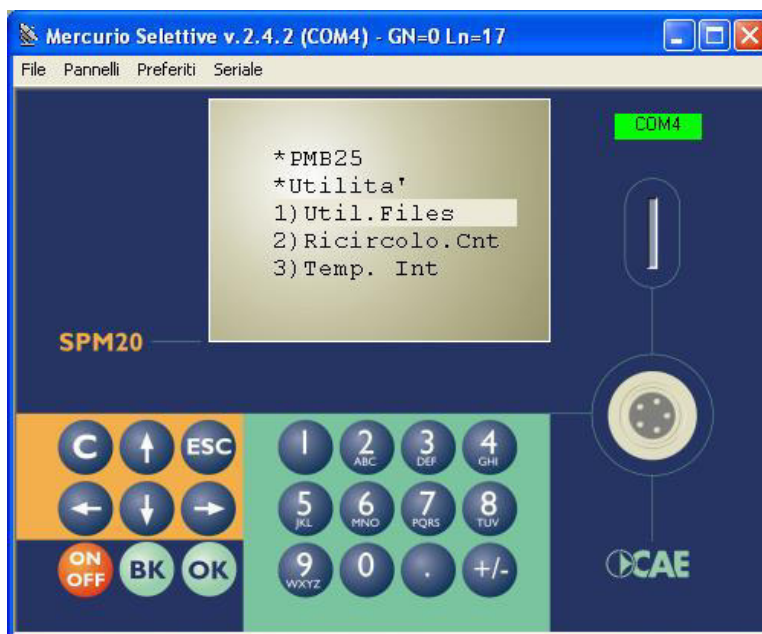 Mercurio Selettive v.2.4.2 (COM4) - GN=0 Ln=17
File Pannelli Preferiti Seriale
COM4
*PMB25
*Utilita'
1)Util.Files
2)Ricircolo.Cnt
3)Temp. Int
SPM20
C ESC
1 2 3 4
ABC DEF GHI
5 6 7 8
JKL MNO PQRS TUV
ON OFF BK OK
9 0 . +/-
WXYZ
CAE